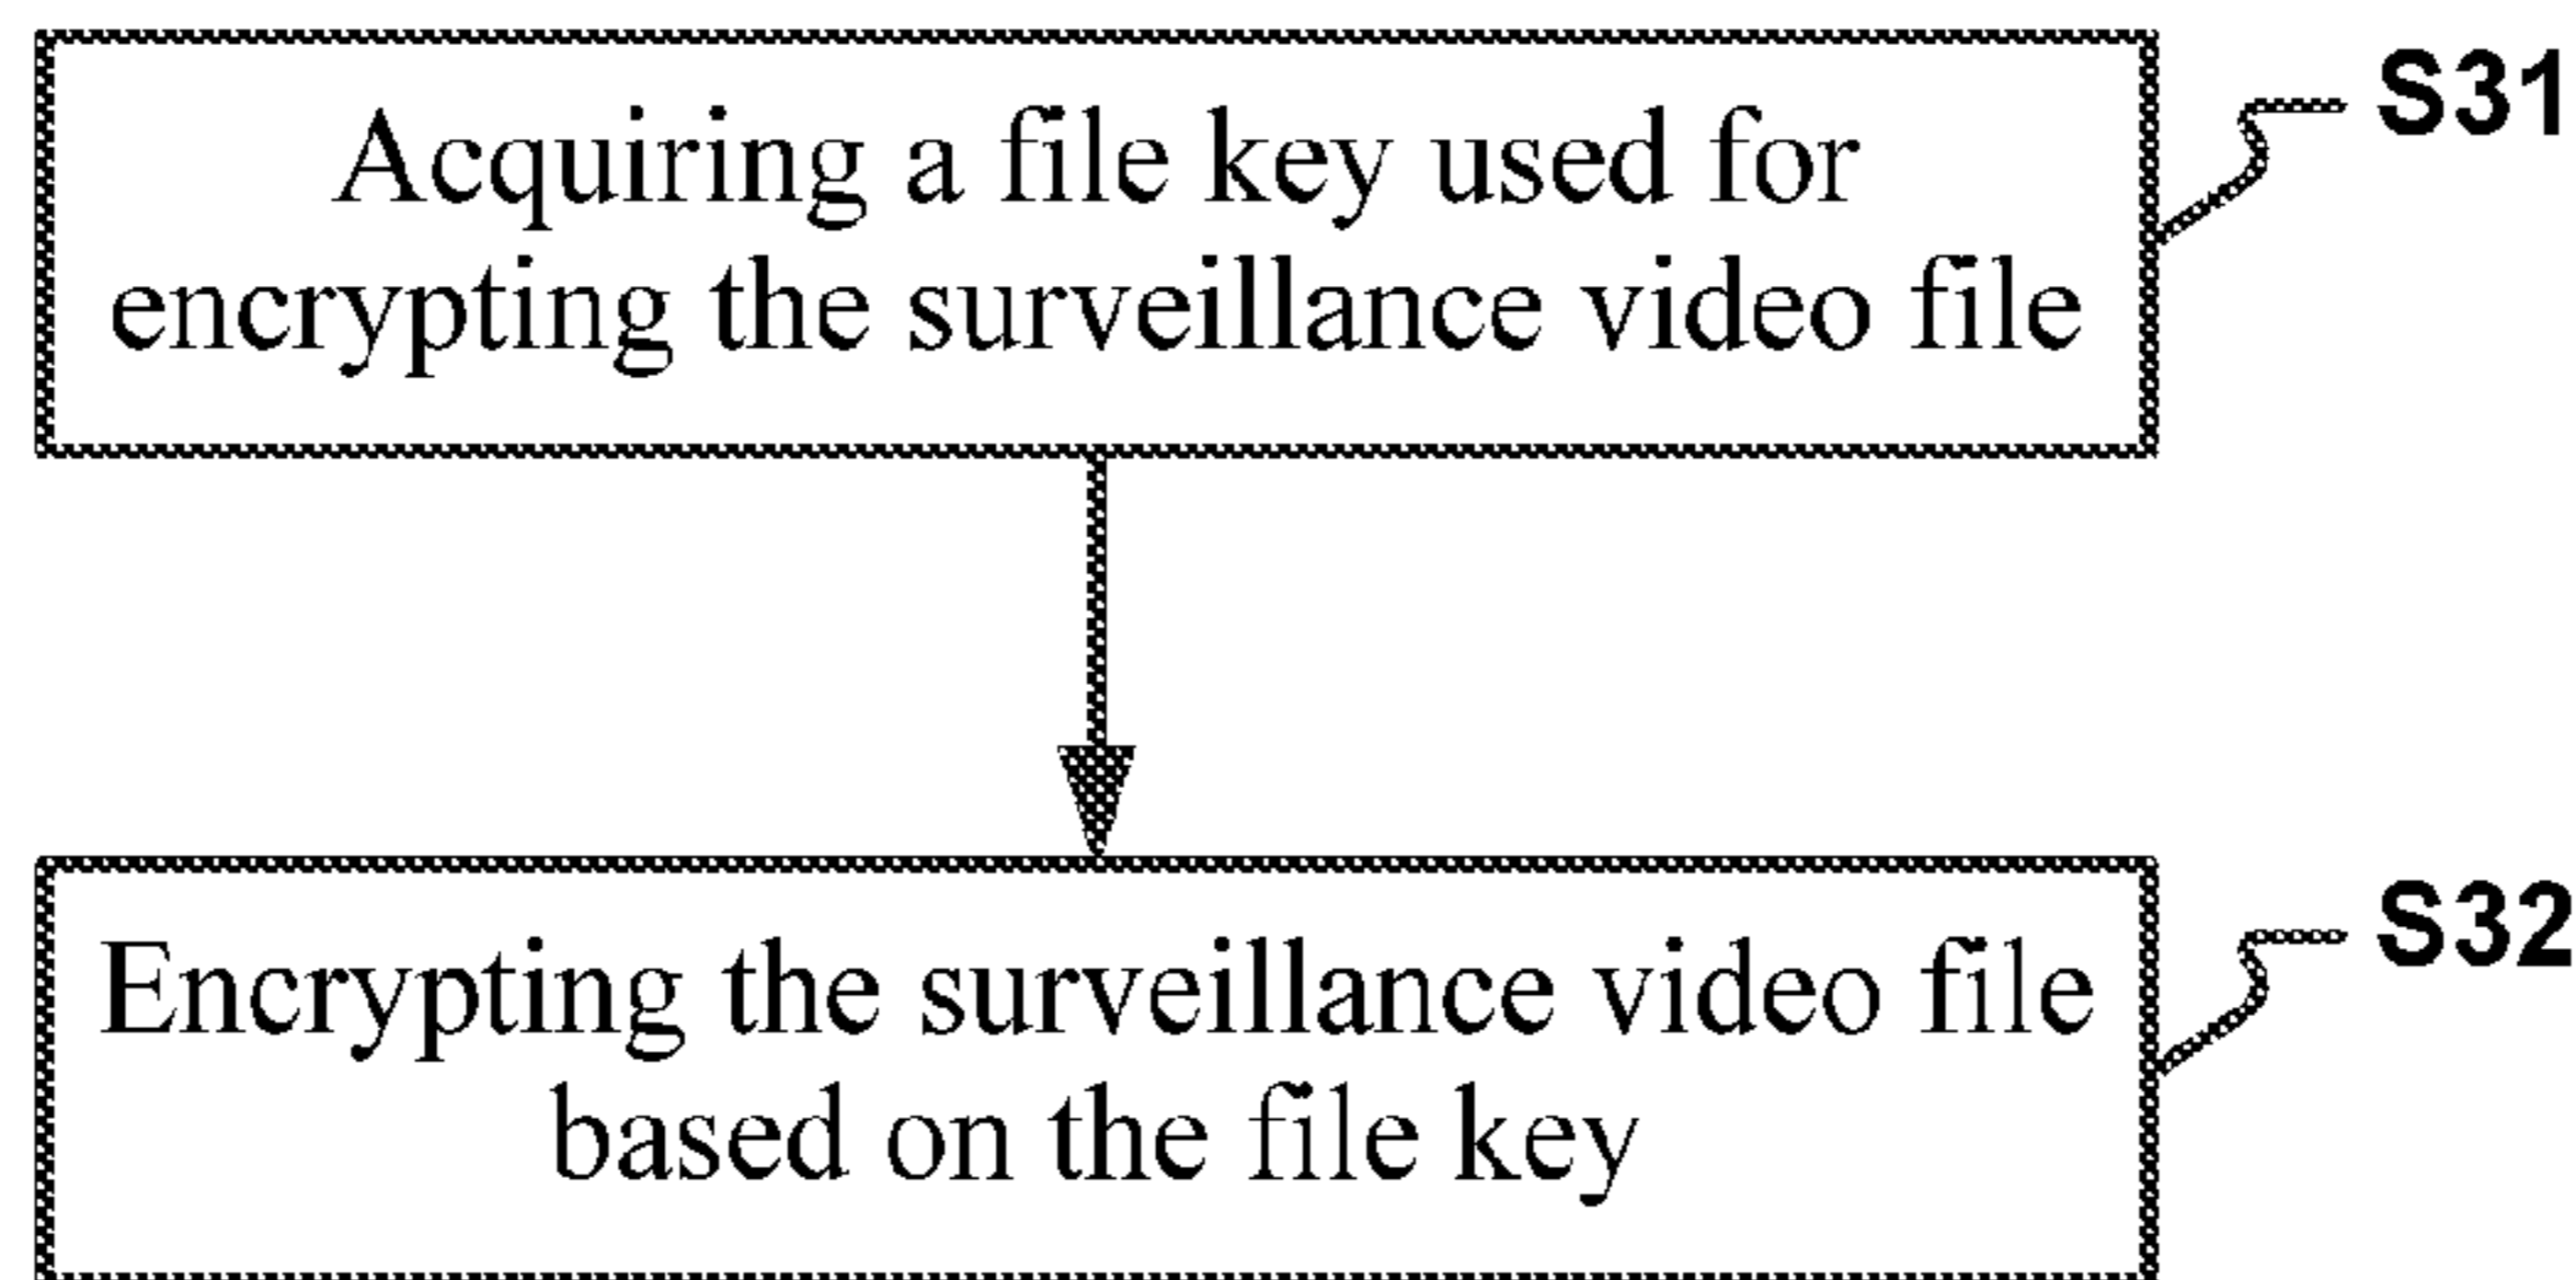 Acquiring a file key used for
encrypting the surveillance video file
S31
Encrypting the surveillance video file
based on the file key
S32